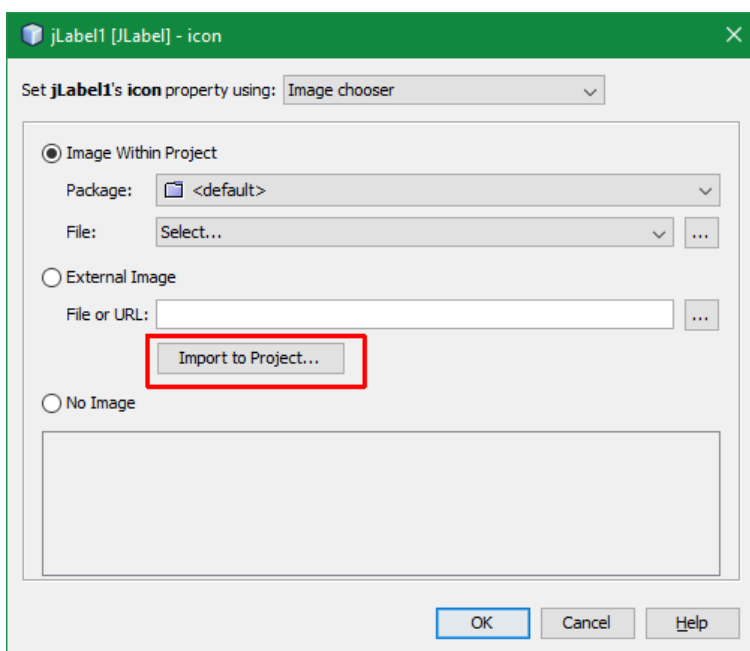 jLabel1 [JLabel] - icon
Set jLabel1's icon property using: Image chooser
Image Within Project
Package: <default>
File: Select... ...
External Image
File or URL: ...
Import to Project...
No Image
OK Cancel Help